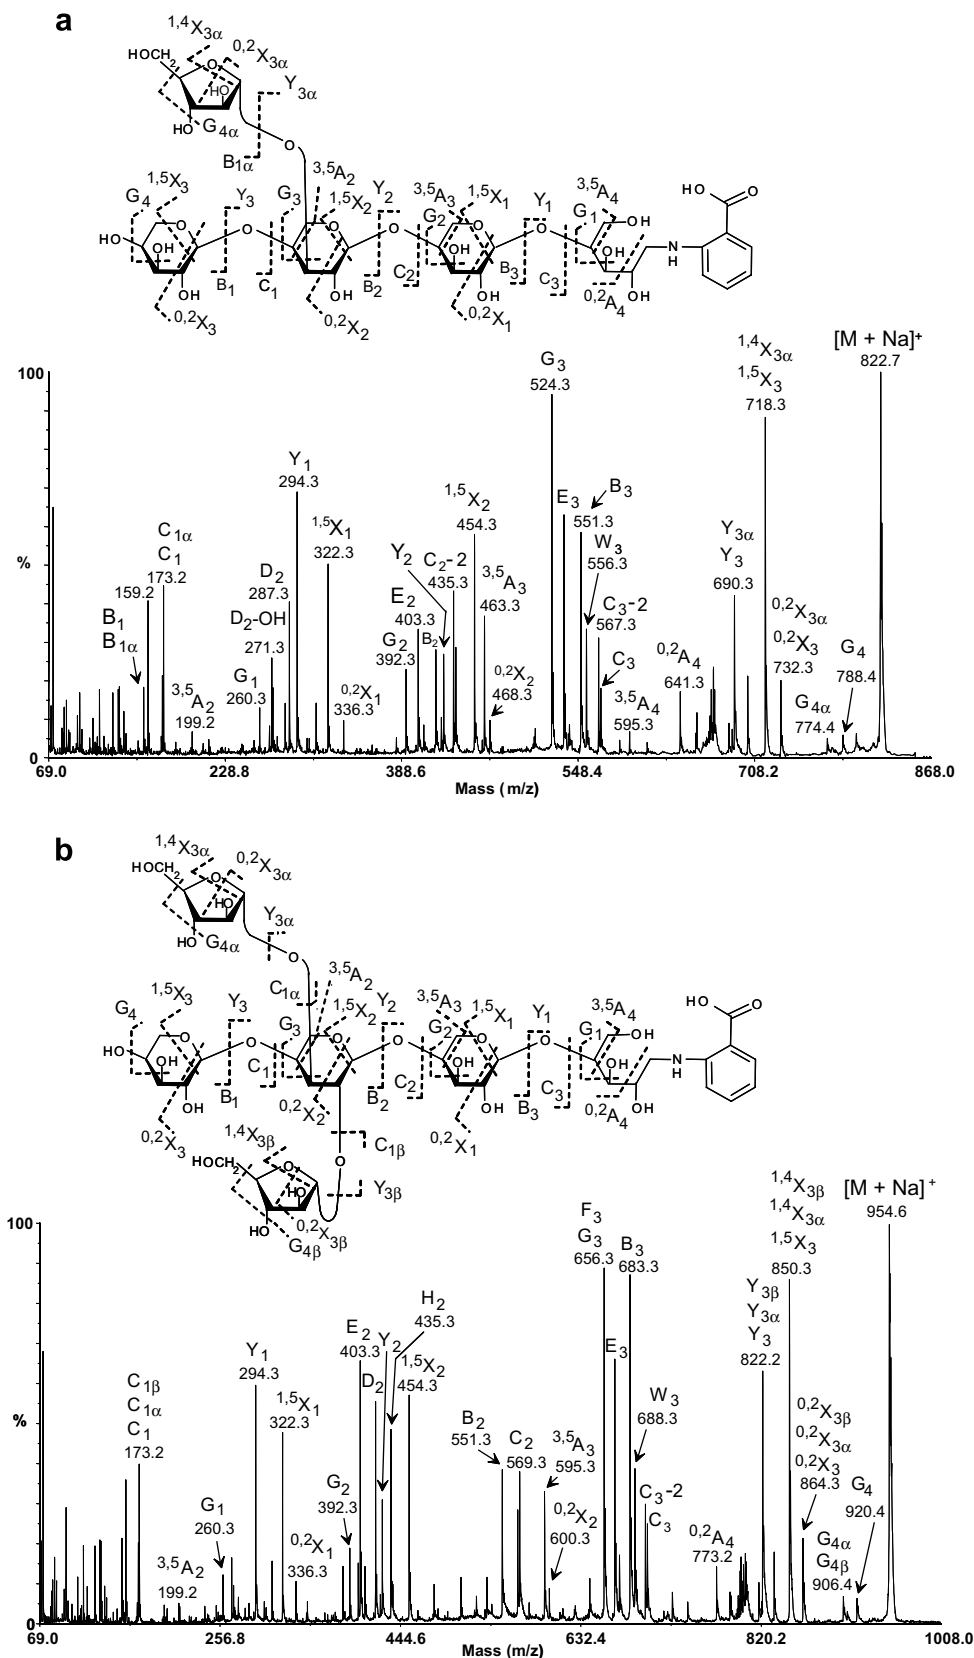 a
1,4X3α
0,2X3α
HOCH2
O
HO
Y3α
HO
G4α
O
B1α
3,5A2
1,5X3
G4
Y3
G3
1,5X2
Y2
3,5A3
1,5X1
G2
Y1
3,5A4
G1
OH
HO
O
HO
O
OH
O
O
OH
O
OH
N
H
OH
B1
C1
OH
B2
C2
OH
B3
C3
OH
0,2A4
0,2X3
0,2X2
0,2X1
[M + Na]+
822.7
1,4X3α
1,5X3
718.3
G3
524.3
100
Y1
294.3
1,5X1
322.3
1,5X2
454.3
E3
B3
551.3
W3
556.3
Y3α
Y3
690.3
C1α
C1
173.2
159.2
B1
B1α
D2
287.3
D2-OH
271.3
Y2
C2-2
435.3
3,5A3
463.3
E2
403.3
G2
392.3
B2
C3-2
567.3
C3
0,2X3α
0,2X3
732.3
G4
788.4
G4α
774.4
3,5A2
199.2
G1
260.3
0,2X1
336.3
0,2X2
468.3
3,5A4
595.3
0,2A4
641.3
%
0
69.0 228.8 388.6 548.4 708.2 868.0
Mass (m/z)
b
1,4X3α
0,2X3α
HOCH2
O
HO
Y3α
HO
G4α
O
C1α
3,5A2
1,5X3
G4
Y3
G3
1,5X2
Y2
3,5A3
1,5X1
G2
Y1
3,5A4
G1
OH
HO
O
HO
O
OH
O
O
OH
O
OH
N
H
OH
B1
C1
B2
C2
OH
B3
C3
OH
0,2A4
0,2X3
0,2X2
0,2X1
1,4X3β
C1β
HOCH2
O
O
HO
Y3β
HO
0,2X3β
G4β
[M + Na]+
954.6
1,4X3β
1,4X3α
1,5X3
850.3
F3
G3
656.3
B3
683.3
100
Y3β
Y3α
Y3
822.2
H2
435.3
E2
403.3
Y2
D2
1,5X2
454.3
E3
Y1
294.3
1,5X1
322.3
C1β
C1α
C1
173.2
W3
688.3
B2
551.3
C2
569.3
3,5A3
595.3
0,2X2
600.3
C3-2
C3
0,2X3β
0,2X3α
0,2X3
864.3
G4
920.4
G4α
G4β
906.4
G2
392.3
G1
260.3
0,2X1
336.3
3,5A2
199.2
0,2A4
773.2
%
0
69.0 256.8 444.6 632.4 820.2 1008.0
Mass (m/z)